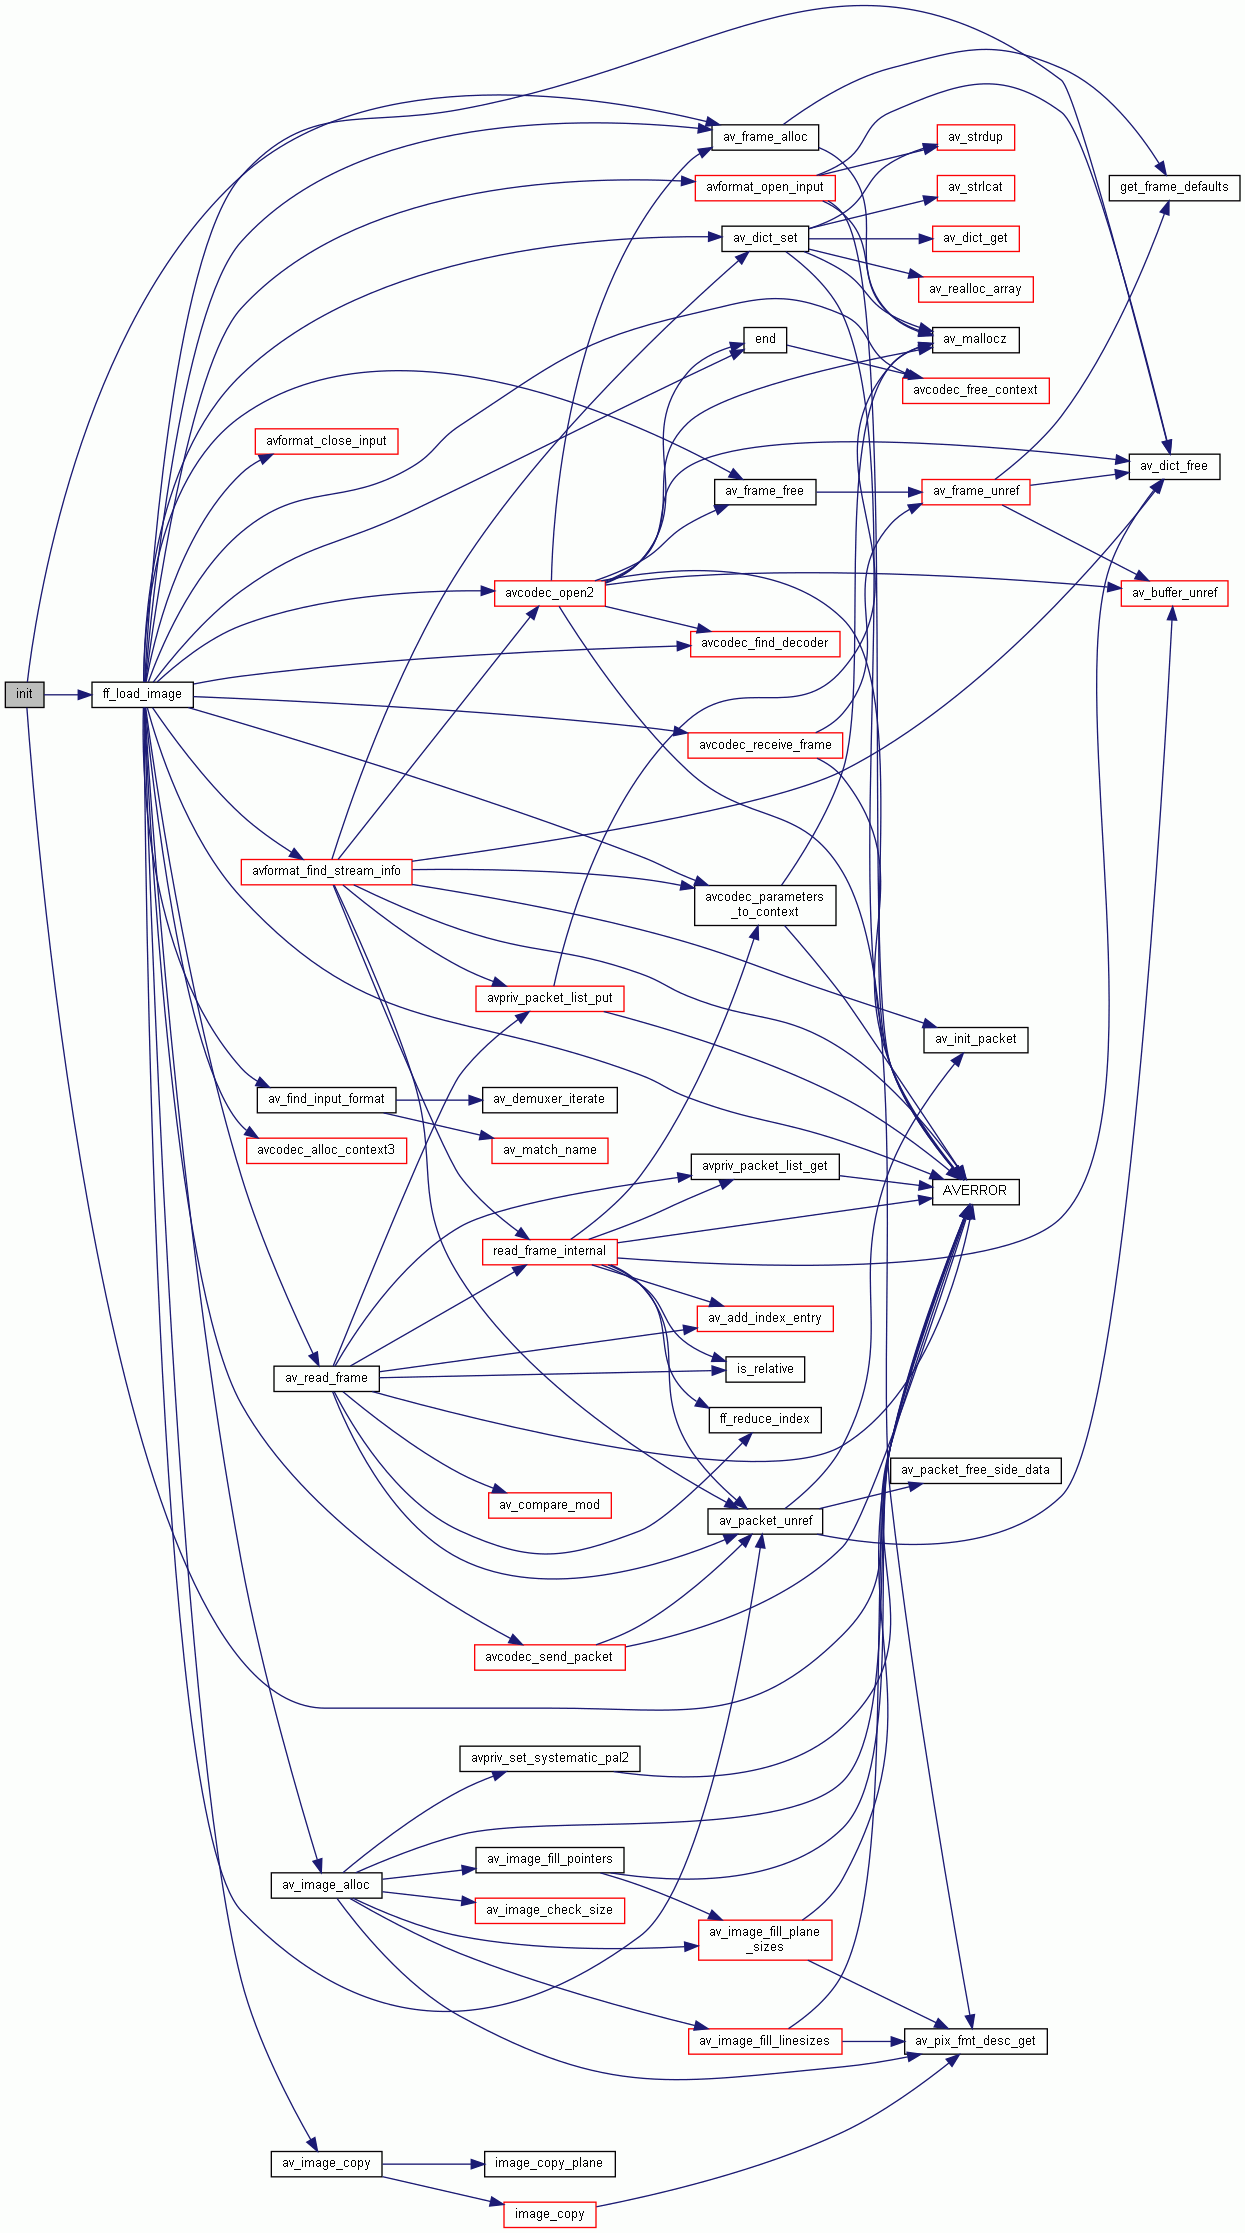 av_frame_alloc
av_strdup
avformat_open_input
av_strlcat
get_frame_defaults
av_dict_set
av_dict_get
av_realloc_array
end
av_mallocz
avcodec_free_context
avformat_close_input
av_dict_free
av_frame_free
av_frame_unref
avcodec_open2
av_buffer_unref
avcodec_find_decoder
init
ff_load_image
avcodec_receive_frame
avformat_find_stream_info
avcodec_parameters
_to_context
avpriv_packet_list_put
av_init_packet
av_find_input_format
av_demuxer_iterate
avcodec_alloc_context3
av_match_name
avpriv_packet_list_get
AVERROR
read_frame_internal
av_add_index_entry
av_read_frame
is_relative
ff_reduce_index
av_packet_free_side_data
av_compare_mod
av_packet_unref
avcodec_send_packet
avpriv_set_systematic_pal2
av_image_fill_pointers
av_image_alloc
av_image_check_size
av_image_fill_plane
_sizes
av_image_fill_linesizes
av_pix_fmt_desc_get
av_image_copy
image_copy_plane
image_copy